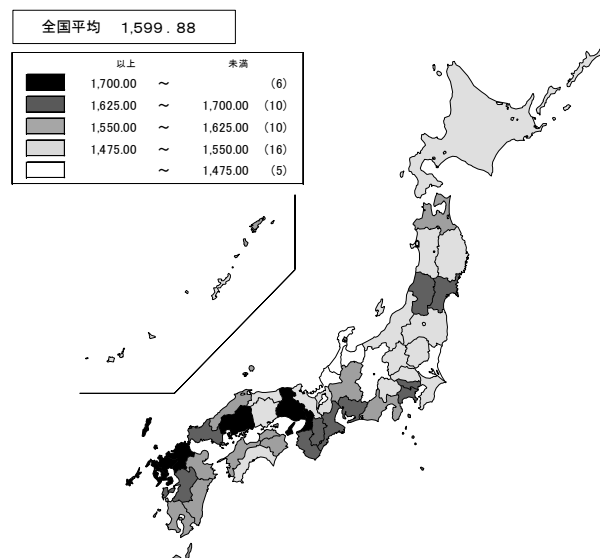 全国平均 1,599.88
以上 未満
1,700.00 ～ (6)
1,625.00 ～ 1,700.00 (10)
1,550.00 ～ 1,625.00 (10)
1,475.00 ～ 1,550.00 (16)
～ 1,475.00 (5)